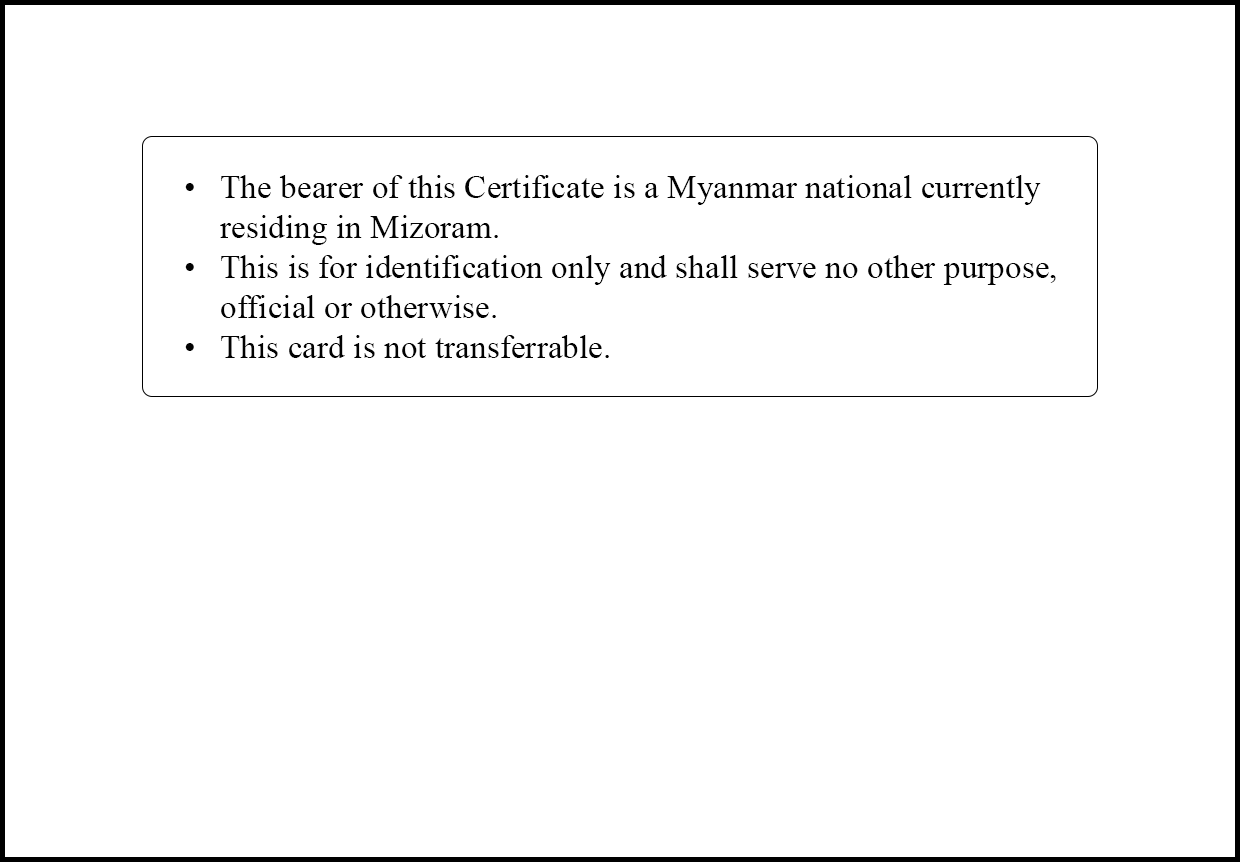 • The bearer of this Certificate is a Myanmar national currently
residing in Mizoram.
• This is for identification only and shall serve no other purpose,
official or otherwise.
• This card is not transferrable.